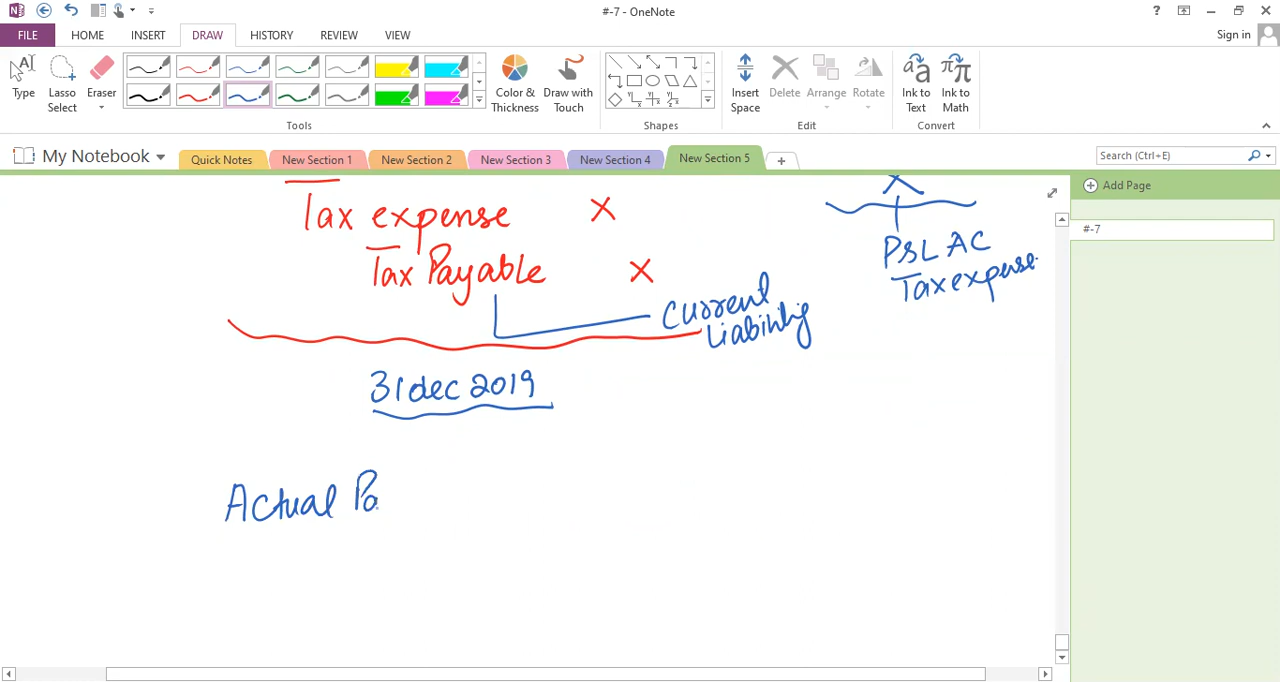 #-7 - OneNote
?
FILE HOME INSERT DRAW HISTORY REVIEW VIEW
Sign in
Type
Lasso Select
Eraser
Color & Thickness
Draw with Touch
Insert Space
Delete
Arrange
Rotate
Ink to Text
Ink to Math
Tools
Shapes
Edit
Convert
My Notebook
Quick Notes
New Section 1
New Section 2
New Section 3
New Section 4
New Section 5
Search (Ctrl+E)
Add Page
#-7
Tax expense X
Tax Payable X
Current
Liability
P&L AC
Tax expense
31 dec 2019
Actual Pa